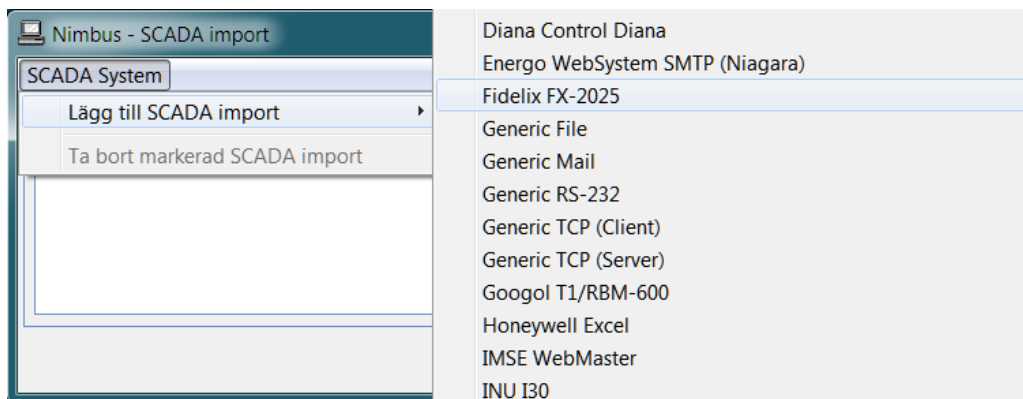 Nimbus - SCADA import
SCADA System
Lägg till SCADA import
Ta bort markerad SCADA import
Diana Control Diana
Energo WebSystem SMTP (Niagara)
Fidelix FX-2025
Generic File
Generic Mail
Generic RS-232
Generic TCP (Client)
Generic TCP (Server)
Googol T1/RBM-600
Honeywell Excel
IMSE WebMaster
INU I30